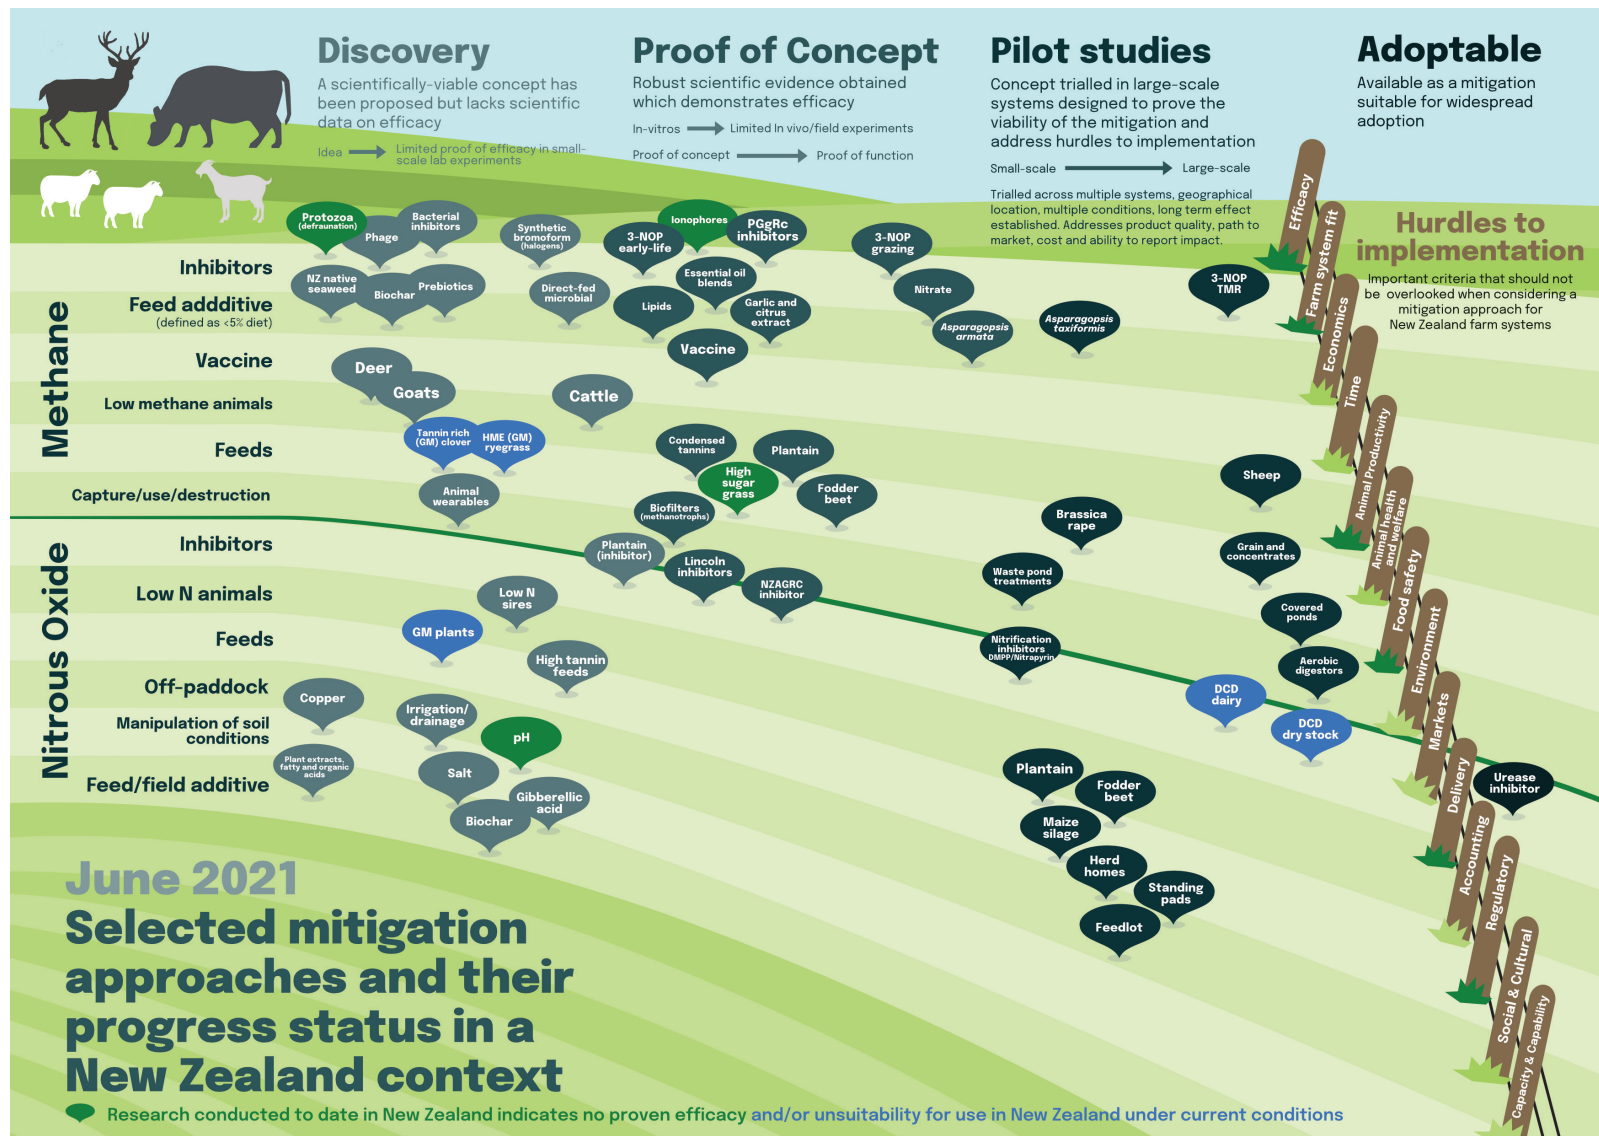 Discovery
A scientifically-viable concept has
been proposed but lacks scientific
data on efficacy
Idea
Limited proof of efficacy in small-
scale lab experiments
Proof of Concept
Robust scientific evidence obtained
which demonstrates efficacy
In-vitros
Limited In vivo/field experiments
Proof of concept
Proof of function
Pilot studies
Concept trialled in large-scale
systems designed to prove the
viability of the mitigation and
address hurdles to implementation
Small-scale
Large-scale
Trialled across multiple systems, geographical
location, multiple conditions, long term effect
established. Addresses product quality, path to
market, cost and ability to report impact.
Adoptable
Available as a mitigation
suitable for widespread
adoption
Hurdles to
implementation
Important criteria that should not
be overlooked when considering a
mitigation approach for
New Zealand farm systems
Efficacy
Farm system fit
Economics
Time
Animal Productivity
Animal health
and welfare
Food safety
Environment
Markets
Delivery
Accounting
Regulatory
Social & Cultural
Capacity & Capability
Methane
Inhibitors
Feed addditive
(defined as <5% diet)
Vaccine
Low methane animals
Feeds
Capture/use/destruction
Nitrous Oxide
Inhibitors
Low N animals
Feeds
Off-paddock
Manipulation of soil
conditions
Feed/field additive
Protozoa
(defraunation)
Phage
Bacterial
inhibitors
Synthetic
bromoform
(halogens)
3-NOP
early-life
Ionophores
PGgRc
inhibitors
3-NOP
grazing
NZ native
seaweed
Biochar
Prebiotics
Direct-fed
microbial
Lipids
Essential oil
blends
Garlic and
citrus
extract
Nitrate
Asparagopsis
armata
Asparagopsis
taxiformis
3-NOP
TMR
Vaccine
Deer
Goats
Cattle
Tannin rich
(GM) clover
HME (GM)
ryegrass
Condensed
tannins
Plantain
High
sugar
grass
Fodder
beet
Sheep
Animal
wearables
Biofilters
(methanotrophs)
Brassica
rape
Grain and
concentrates
Plantain
(inhibitor)
Lincoln
inhibitors
NZAGRC
inhibitor
Waste pond
treatments
Covered
ponds
Low N
sires
GM plants
High tannin
feeds
Nitrification
inhibitors
DMPP/Nitrapyrin
Aerobic
digestors
DCD
dairy
DCD
dry stock
Copper
Irrigation/
drainage
pH
Plant extracts,
fatty and organic
acids
Salt
Gibberellic
acid
Biochar
Plantain
Fodder
beet
Maize
silage
Herd
homes
Standing
pads
Feedlot
Urease
inhibitor
June 2021
Selected mitigation
approaches and their
progress status in a
New Zealand context
Research conducted to date in New Zealand indicates no proven efficacy and/or unsuitability for use in New Zealand under current conditions